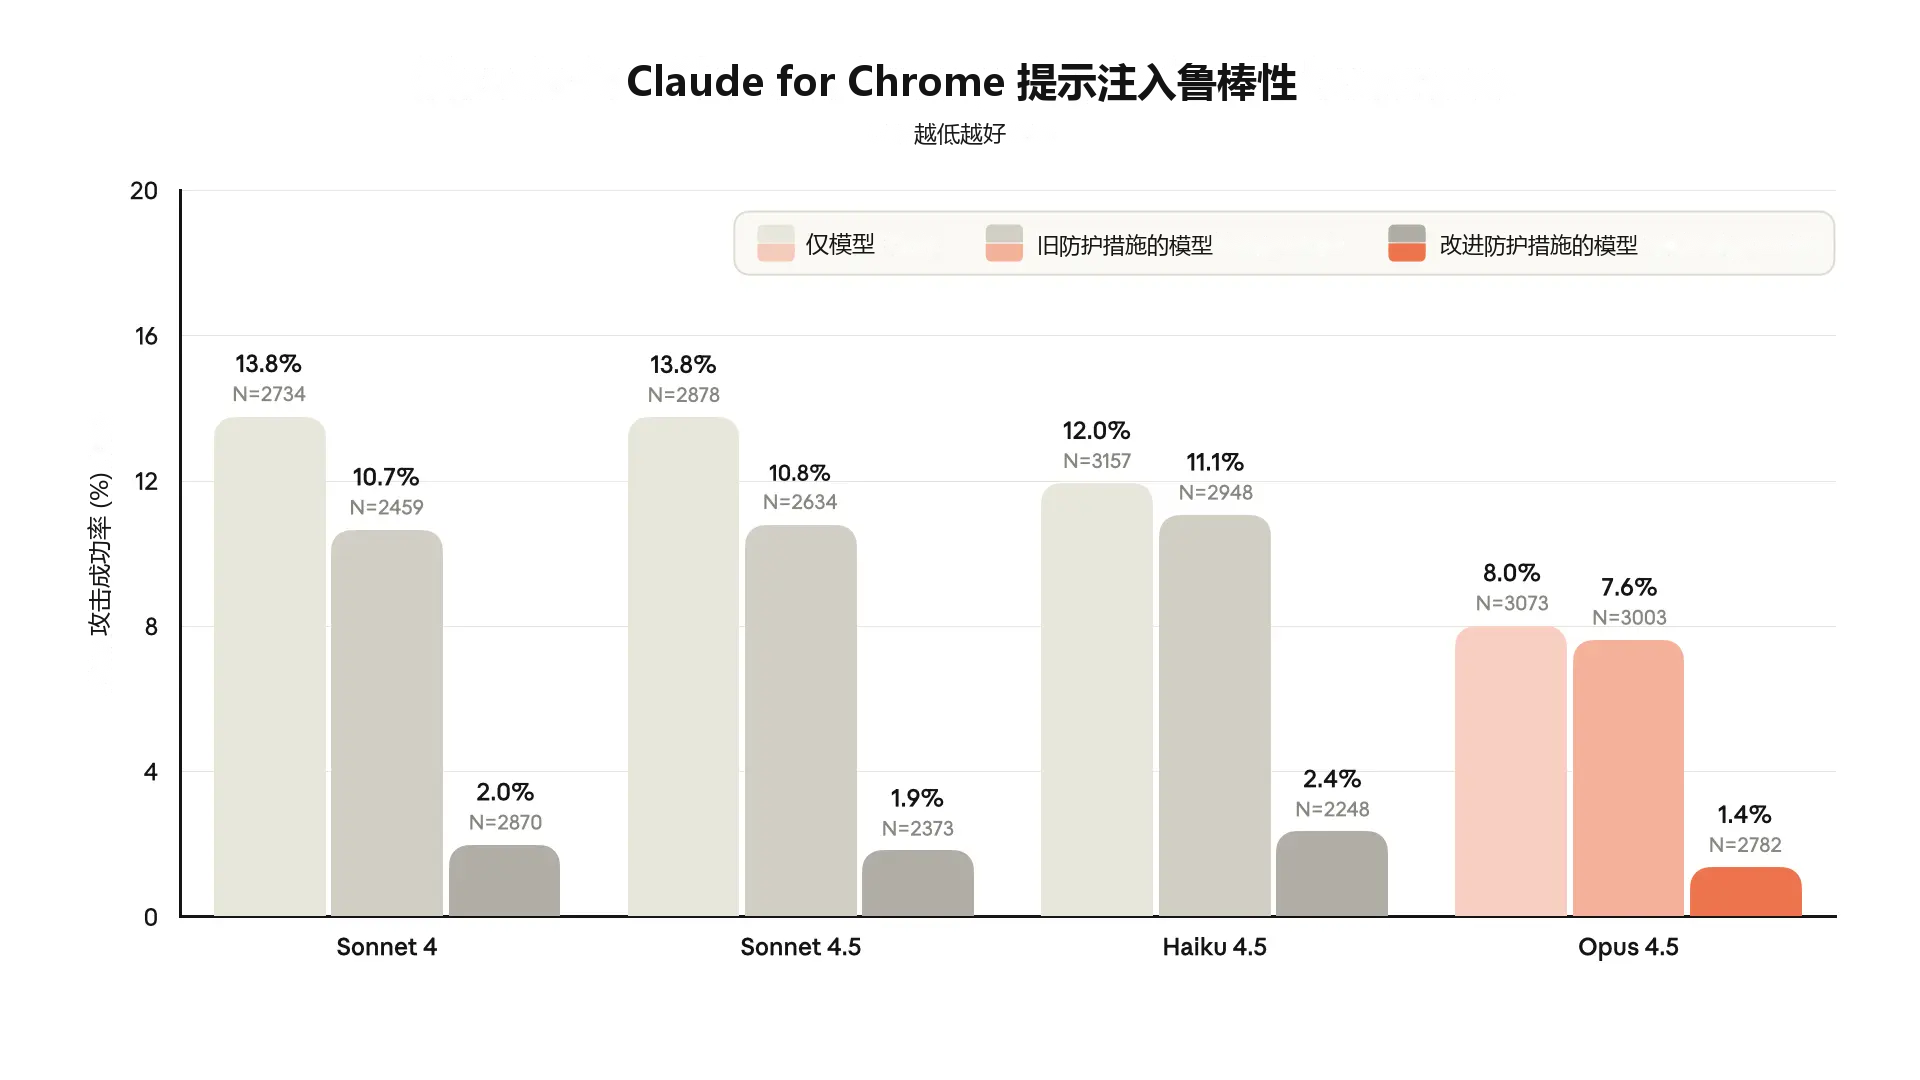 Claude for Chrome 提示注入鲁棒性
越低越好
仅模型
旧防护措施的模型
改进防护措施的模型
攻击成功率 (%)
20
16
12
8
4
0
13.8%
N=2734
10.7%
N=2459
2.0%
N=2870
13.8%
N=2878
10.8%
N=2634
1.9%
N=2373
12.0%
N=3157
11.1%
N=2948
2.4%
N=2248
8.0%
N=3073
7.6%
N=3003
1.4%
N=2782
Sonnet 4
Sonnet 4.5
Haiku 4.5
Opus 4.5